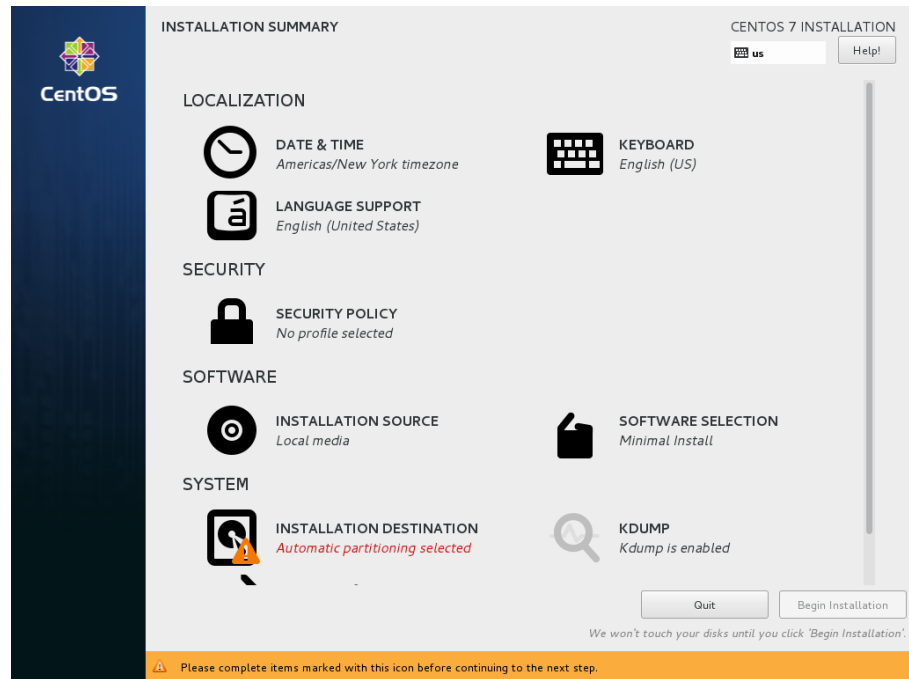 INSTALLATION SUMMARY
CENTOS 7 INSTALLATION
us
Help!
CentOS
LOCALIZATION
DATE & TIME
Americas/New York timezone
KEYBOARD
English (US)
á
LANGUAGE SUPPORT
English (United States)
SECURITY
SECURITY POLICY
No profile selected
SOFTWARE
INSTALLATION SOURCE
Local media
SOFTWARE SELECTION
Minimal Install
SYSTEM
INSTALLATION DESTINATION
Automatic partitioning selected
KDUMP
Kdump is enabled
Quit
Begin Installation
We won't touch your disks until you click 'Begin Installation'.
Please complete items marked with this icon before continuing to the next step.